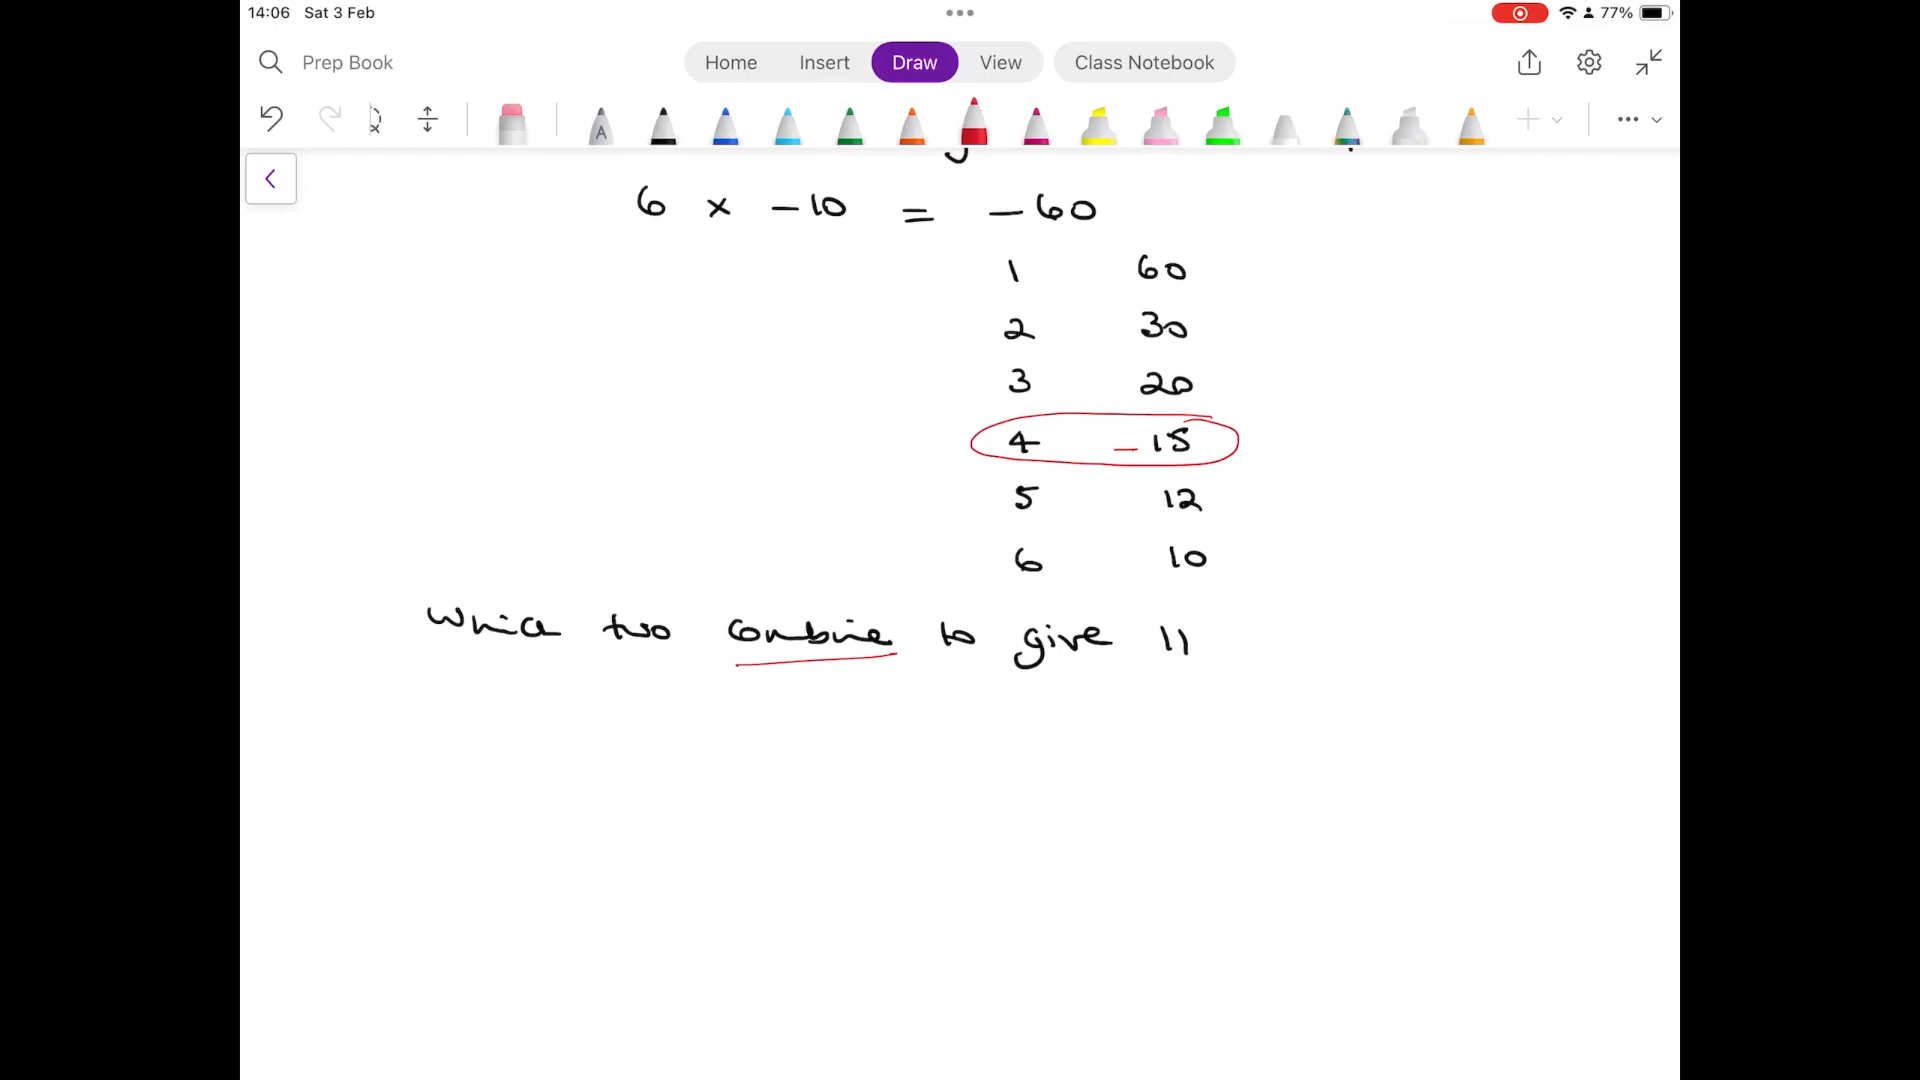 14:06 Sat 3 Feb 77%
Prep Book Home Insert Draw View Class Notebook
A
6 x -10 = -60
1 60
2 30
3 20
4 -15
5 12
6 10
which two combine to give 11